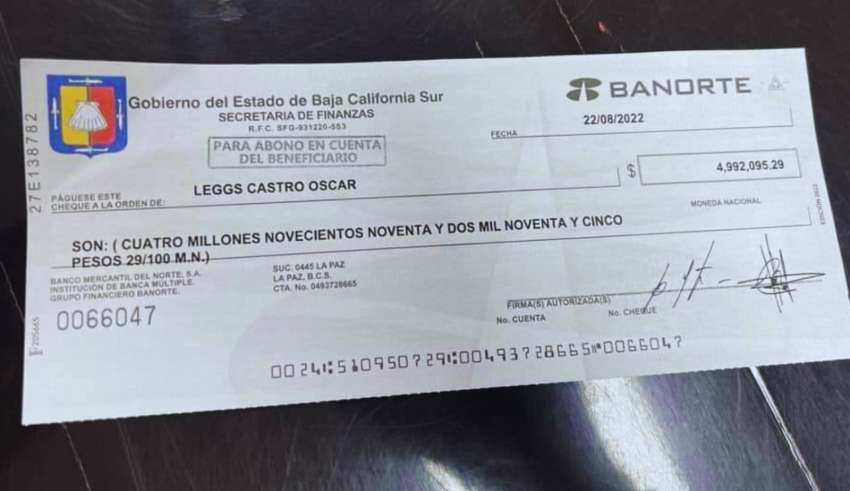 27E138782
Gobierno del Estado de Baja California Sur
SECRETARIA DE FINANZAS
R.F.C. SFG-931220-5S3
PARA ABONO EN CUENTA
DEL BENEFICIARIO
BANORTE
FECHA
22/08/2022
PÁGUESE ESTE
CHEQUE A LA ORDEN DE:
LEGGS CASTRO OSCAR
$
4,992,095.29
MONEDA NACIONAL
EDICIÓN 2022
SON: ( CUATRO MILLONES NOVECIENTOS NOVENTA Y DOS MIL NOVENTA Y CINCO
PESOS 29/100 M.N.)
BANCO MERCANTIL DEL NORTE, S.A.
INSTITUCIÓN DE BANCA MÚLTIPLE.
GRUPO FINANCIERO BANORTE.
SUC. 0445 LA PAZ
LA PAZ, B.C.S.
CTA. No. 0493728665
0066047
FIRMA(S) AUTORIZADA(S)
No. CUENTA
No. CHEQUE